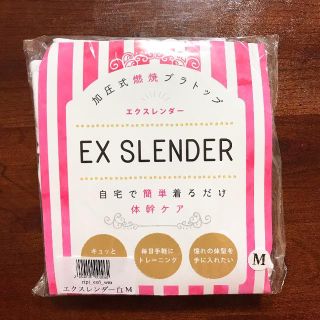 加圧式燃焼ブラトップ
エクスレンダー
EX SLENDER
自宅で簡単着るだけ
体幹ケア
キュッと
毎日手軽に
トレーニング
憧れの体型を
手に入れたい
M
エクスレンダー白M